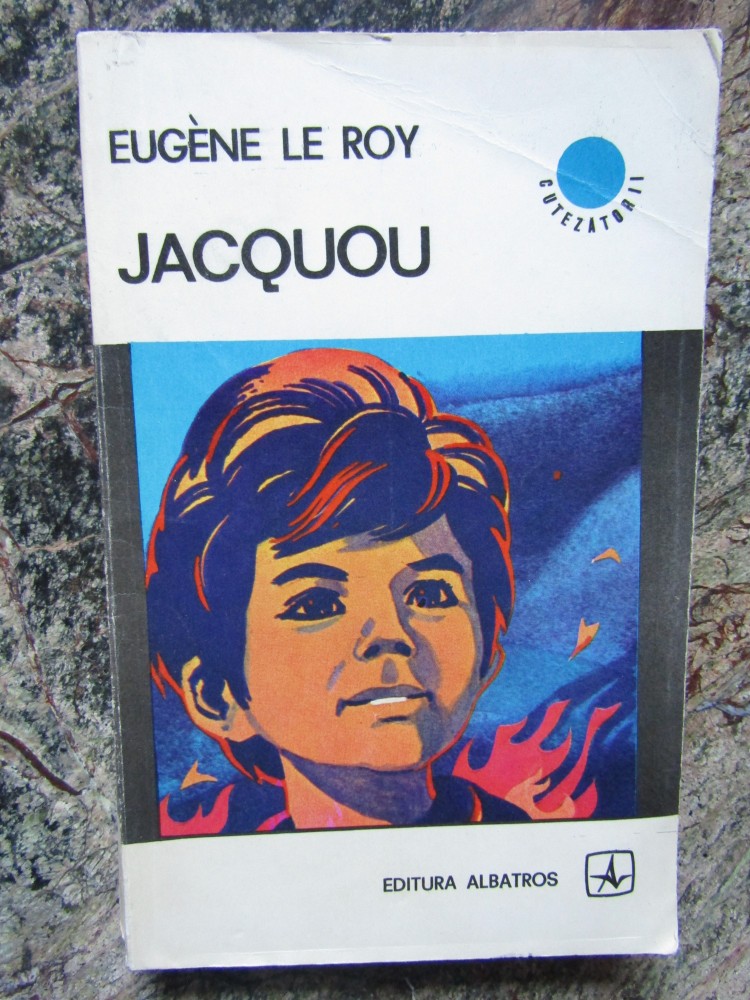 EUGÈNE LE ROY
CUTEZĂTORII
JACQUOU
EDITURA ALBATROS